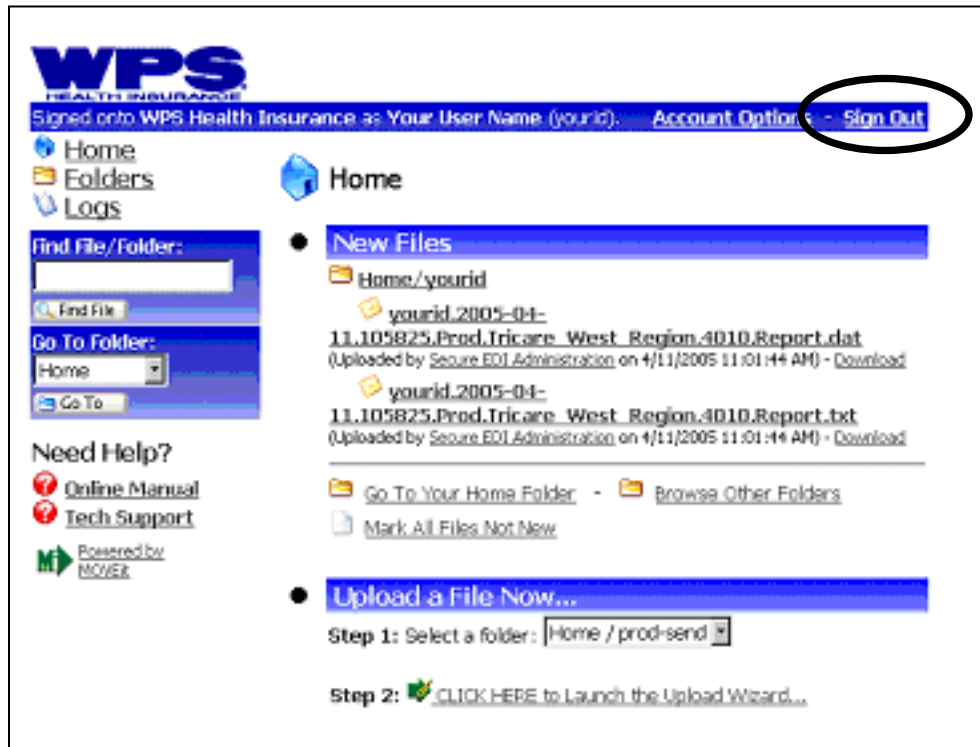 WPS
HEALTH INSURANCE
Signed onto WPS Health Insurance as Your User Name (yourid). Account Options - Sign Out
Home
Folders
Logs
Find File/Folder:
Find File
Go To Folder:
Home
Go To
Need Help?
Online Manual
Tech Support
Powered by
MOVEit
Home
New Files
Home/yourid
yourid.2005-04-
11.105825.Prod.Tricare_West_Region.4010.Report.dat
(Uploaded by Secure EDI Administration on 4/11/2005 11:01:44 AM) - Download
yourid.2005-04-
11.105825.Prod.Tricare_West_Region.4010.Report.txt
(Uploaded by Secure EDI Administration on 4/11/2005 11:01:44 AM) - Download
Go To Your Home Folder - Browse Other Folders
Mark All Files Not New
Upload a File Now...
Step 1: Select a folder: Home / prod-send
Step 2: CLICK HERE to Launch the Upload Wizard...